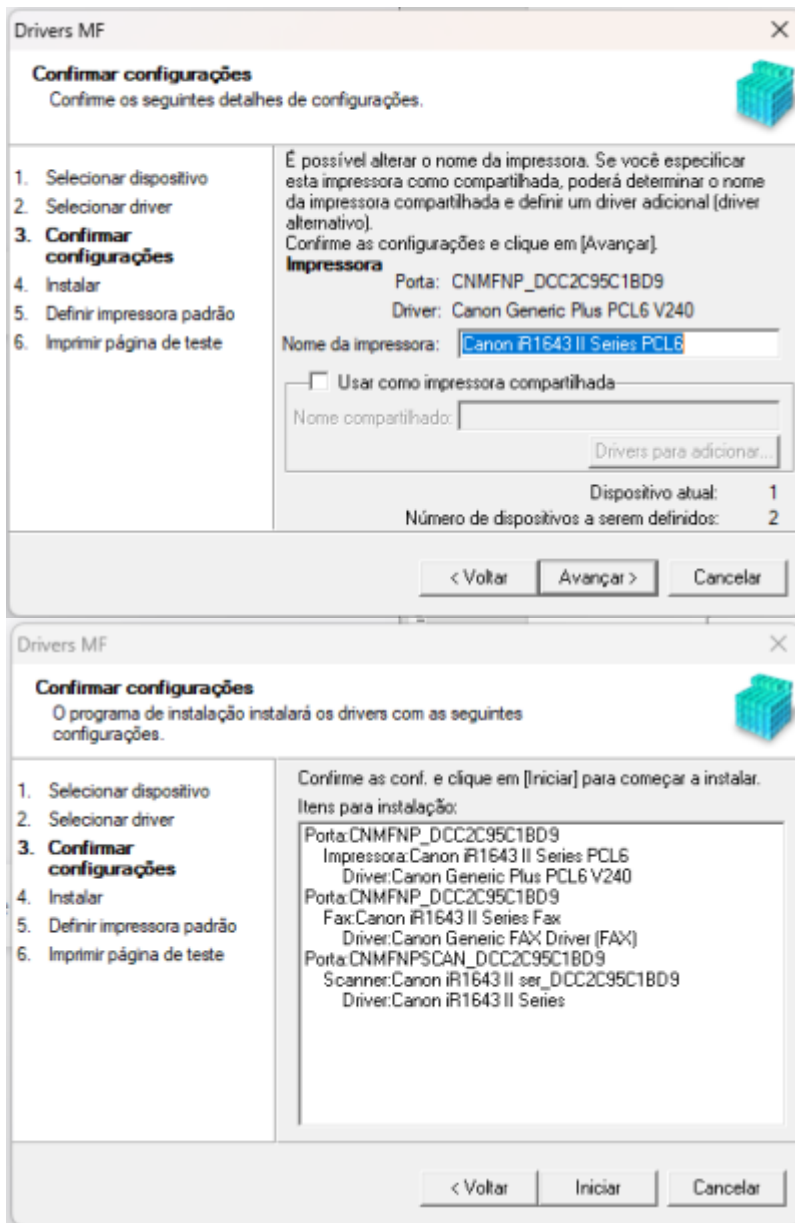 Drivers MF
Confirmar configurações
Confirme os seguintes detalhes de configurações.
1. Selecionar dispositivo
2. Selecionar driver
3. Confirmar
configurações
4. Instalar
5. Definir impressora padrão
6. Imprimir página de teste
É possível alterar o nome da impressora. Se você especificar
esta impressora como compartilhada, poderá determinar o nome
da impressora compartilhada e definir um driver adicional (driver
alternativo).
Confirme as configurações e clique em [Avançar].
Impressora
Porta: CNMFNP_DCC2C95C1BD9
Driver: Canon Generic Plus PCL6 V240
Nome da impressora: Canon iR1643 II Series PCL6
Usar como impressora compartilhada
Nome compartilhado:
Drivers para adicionar...
Dispositivo atual: 1
Número de dispositivos a serem definidos: 2
< Voltar Avançar > Cancelar
Drivers MF
Confirmar configurações
O programa de instalação instalará os drivers com as seguintes
configurações.
1. Selecionar dispositivo
2. Selecionar driver
3. Confirmar
configurações
4. Instalar
5. Definir impressora padrão
6. Imprimir página de teste
Confirme as conf. e clique em [Iniciar] para começar a instalar.
Itens para instalação:
Porta:CNMFNP_DCC2C95C1BD9
Impressora:Canon iR1643 II Series PCL6
Driver:Canon Generic Plus PCL6 V240
Porta:CNMFNP_DCC2C95C1BD9
Fax:Canon iR1643 II Series Fax
Driver:Canon Generic FAX Driver (FAX)
Porta:CNMFNPSCAN_DCC2C95C1BD9
Scanner:Canon iR1643 II ser_DCC2C95C1BD9
Driver:Canon iR1643 II Series
< Voltar Iniciar Cancelar